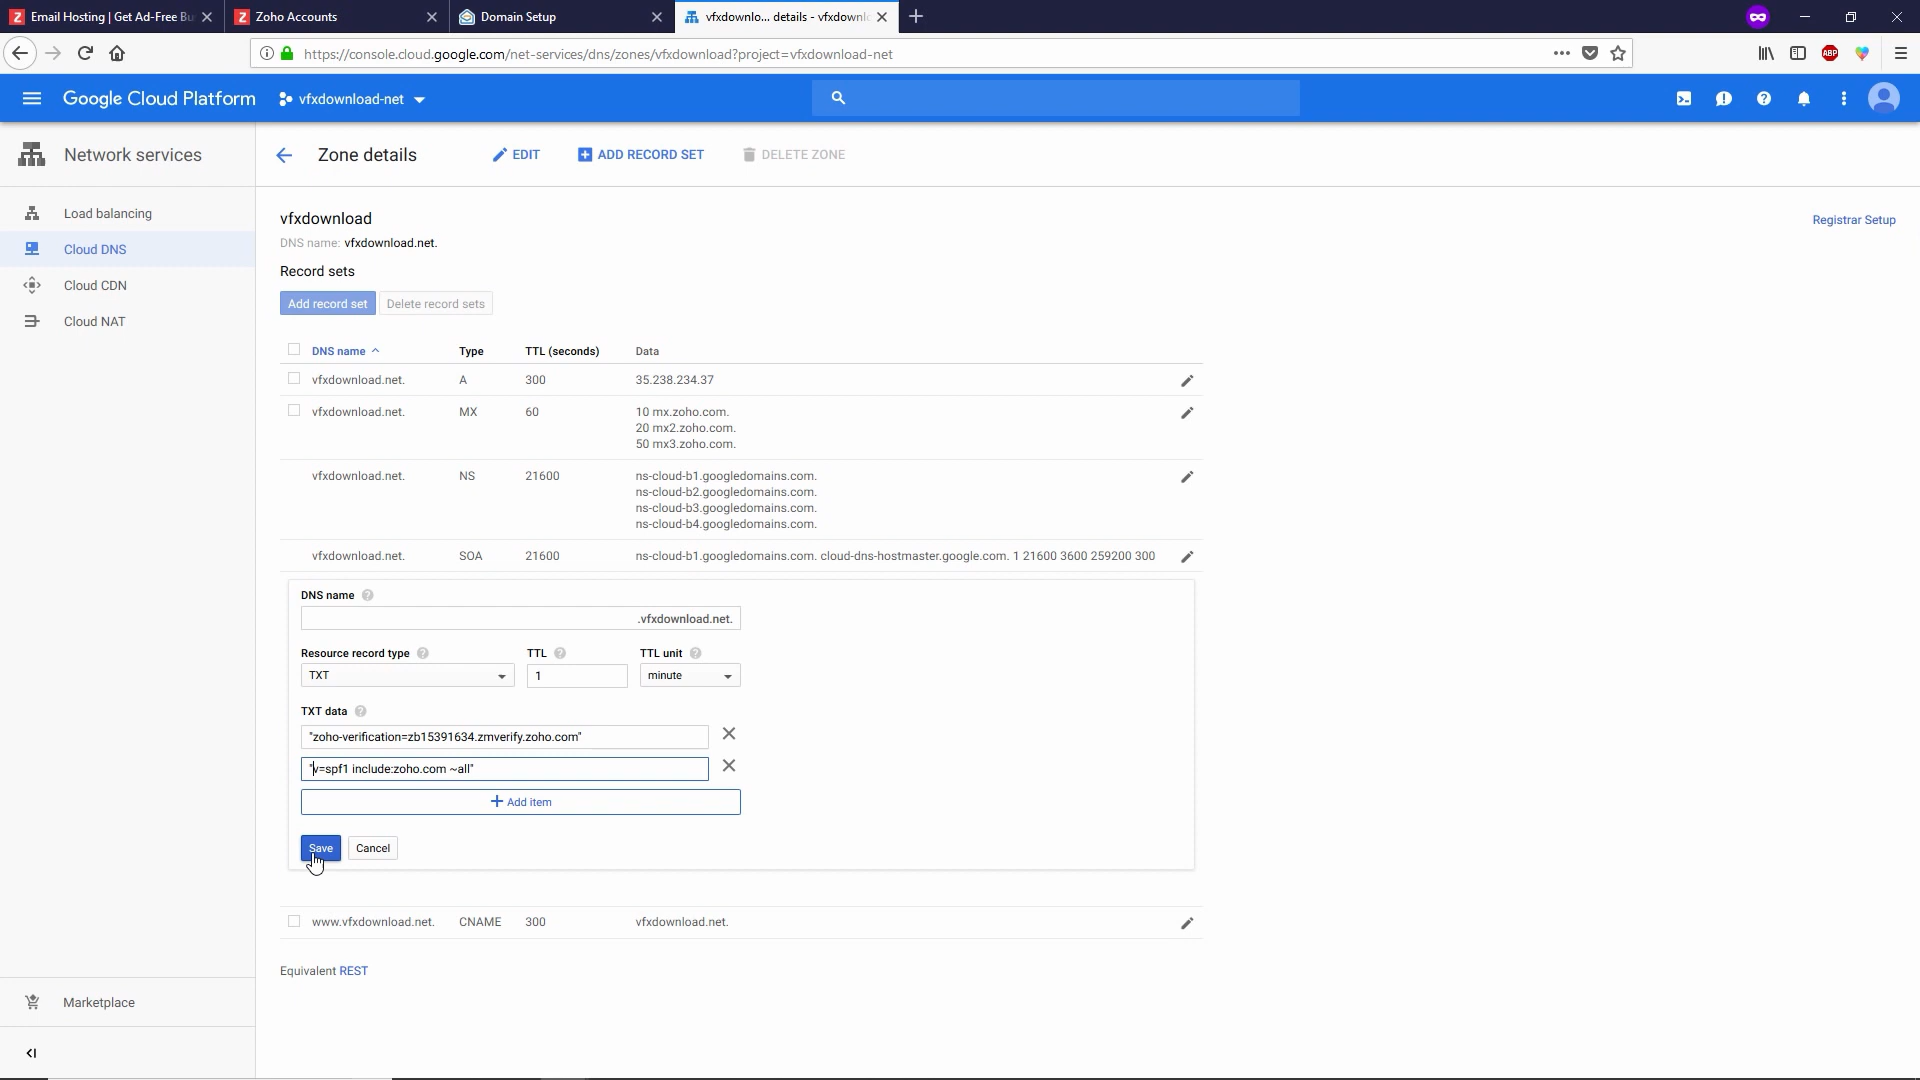 Email Hosting | Get Ad-Free Bu
Zoho Accounts
Domain Setup
vfxdownlo... details - vfxdownlo
https://console.cloud.google.com/net-services/dns/zones/vfxdownload?project=vfxdownload-net
ABP
Google Cloud Platform
vfxdownload-net
Network services
Zone details
EDIT
ADD RECORD SET
DELETE ZONE
Load balancing
Cloud DNS
Cloud CDN
Cloud NAT
vfxdownload
Registrar Setup
DNS name: vfxdownload.net.
Record sets
Add record set
Delete record sets
DNS name Type TTL (seconds) Data
vfxdownload.net. A 300 35.238.234.37
vfxdownload.net. MX 60 10 mx.zoho.com.
20 mx2.zoho.com.
50 mx3.zoho.com.
vfxdownload.net. NS 21600 ns-cloud-b1.googledomains.com.
ns-cloud-b2.googledomains.com.
ns-cloud-b3.googledomains.com.
ns-cloud-b4.googledomains.com.
vfxdownload.net. SOA 21600 ns-cloud-b1.googledomains.com. cloud-dns-hostmaster.google.com. 1 21600 3600 259200 300
DNS name
.vfxdownload.net.
Resource record type TTL TTL unit
TXT 1 minute
TXT data
"zoho-verification=zb15391634.zmverify.zoho.com"
"v=spf1 include:zoho.com ~all"
Add item
Save Cancel
www.vfxdownload.net. CNAME 300 vfxdownload.net.
Equivalent REST
Marketplace